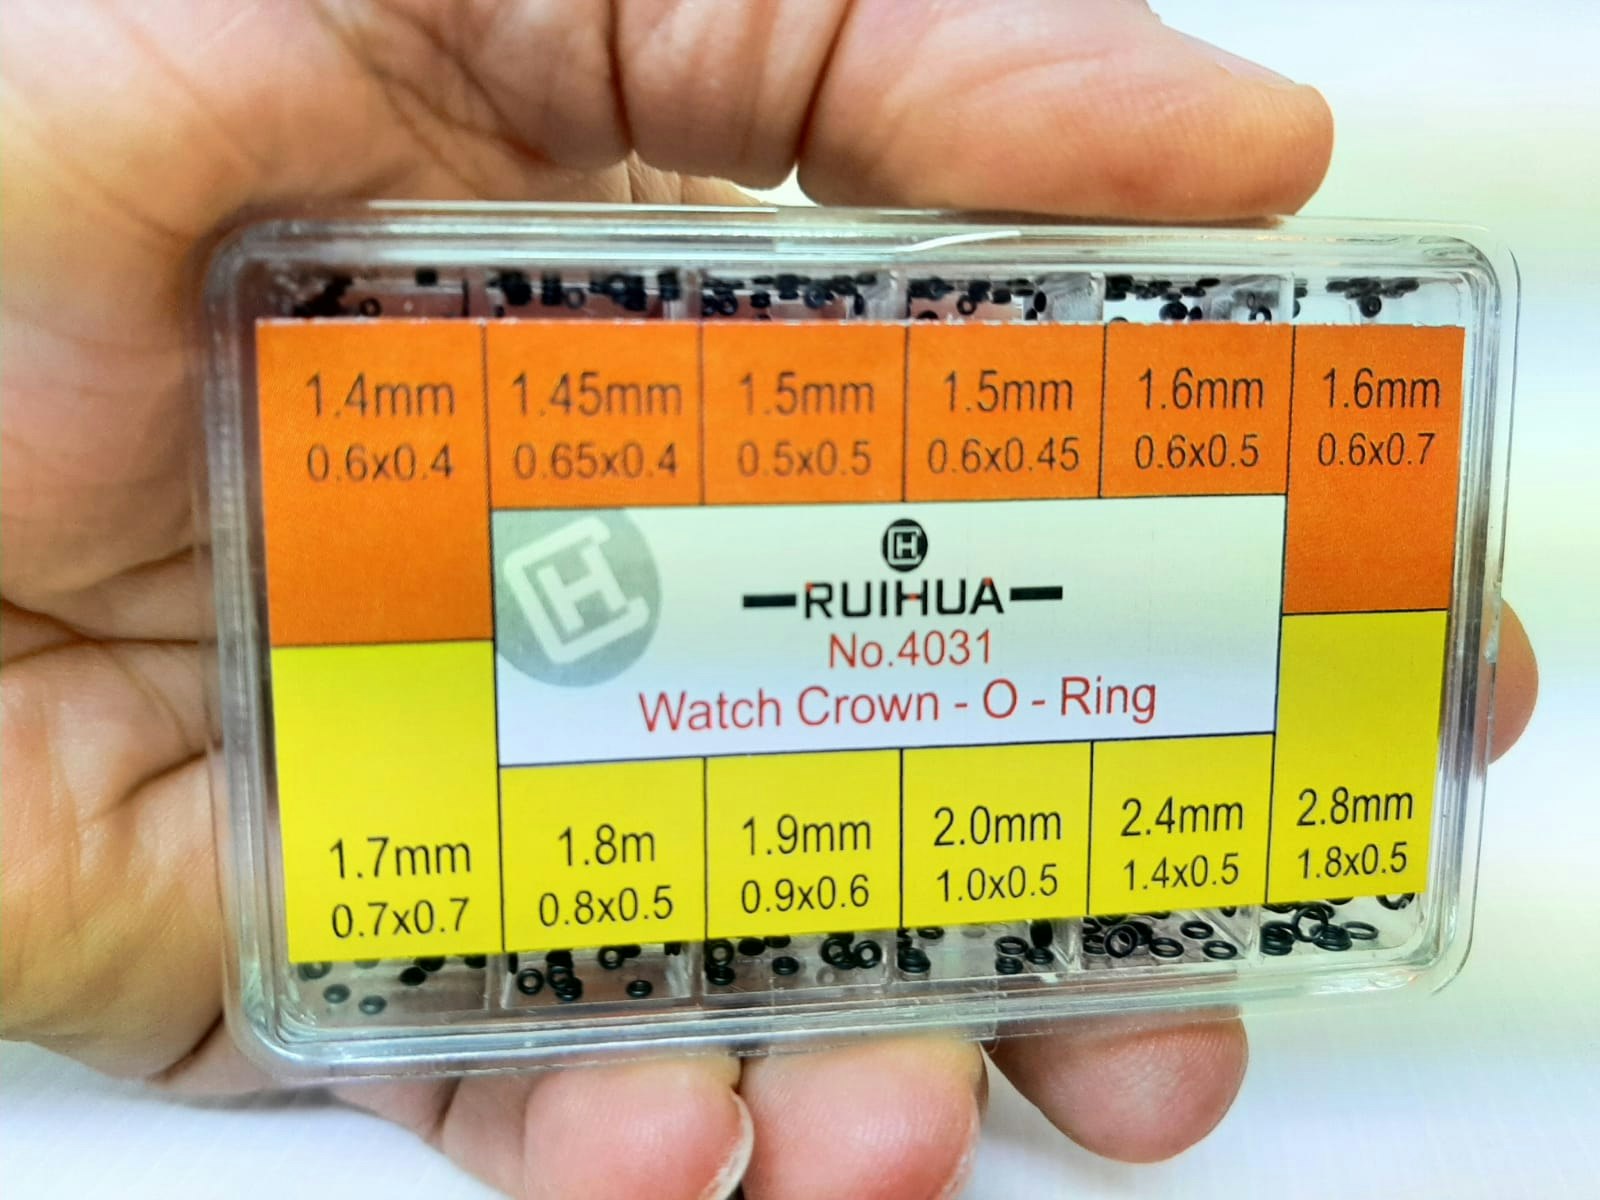 1.4mm
0.6x0.4
1.45mm
0.65x0.4
1.5mm
0.5x0.5
1.5mm
0.6x0.45
1.6mm
0.6x0.5
1.6mm
0.6x0.7
RUIHUA
No.4031
Watch Crown - O - Ring
1.7mm
0.7x0.7
1.8m
0.8x0.5
1.9mm
0.9x0.6
2.0mm
1.0x0.5
2.4mm
1.4x0.5
2.8mm
1.8x0.5